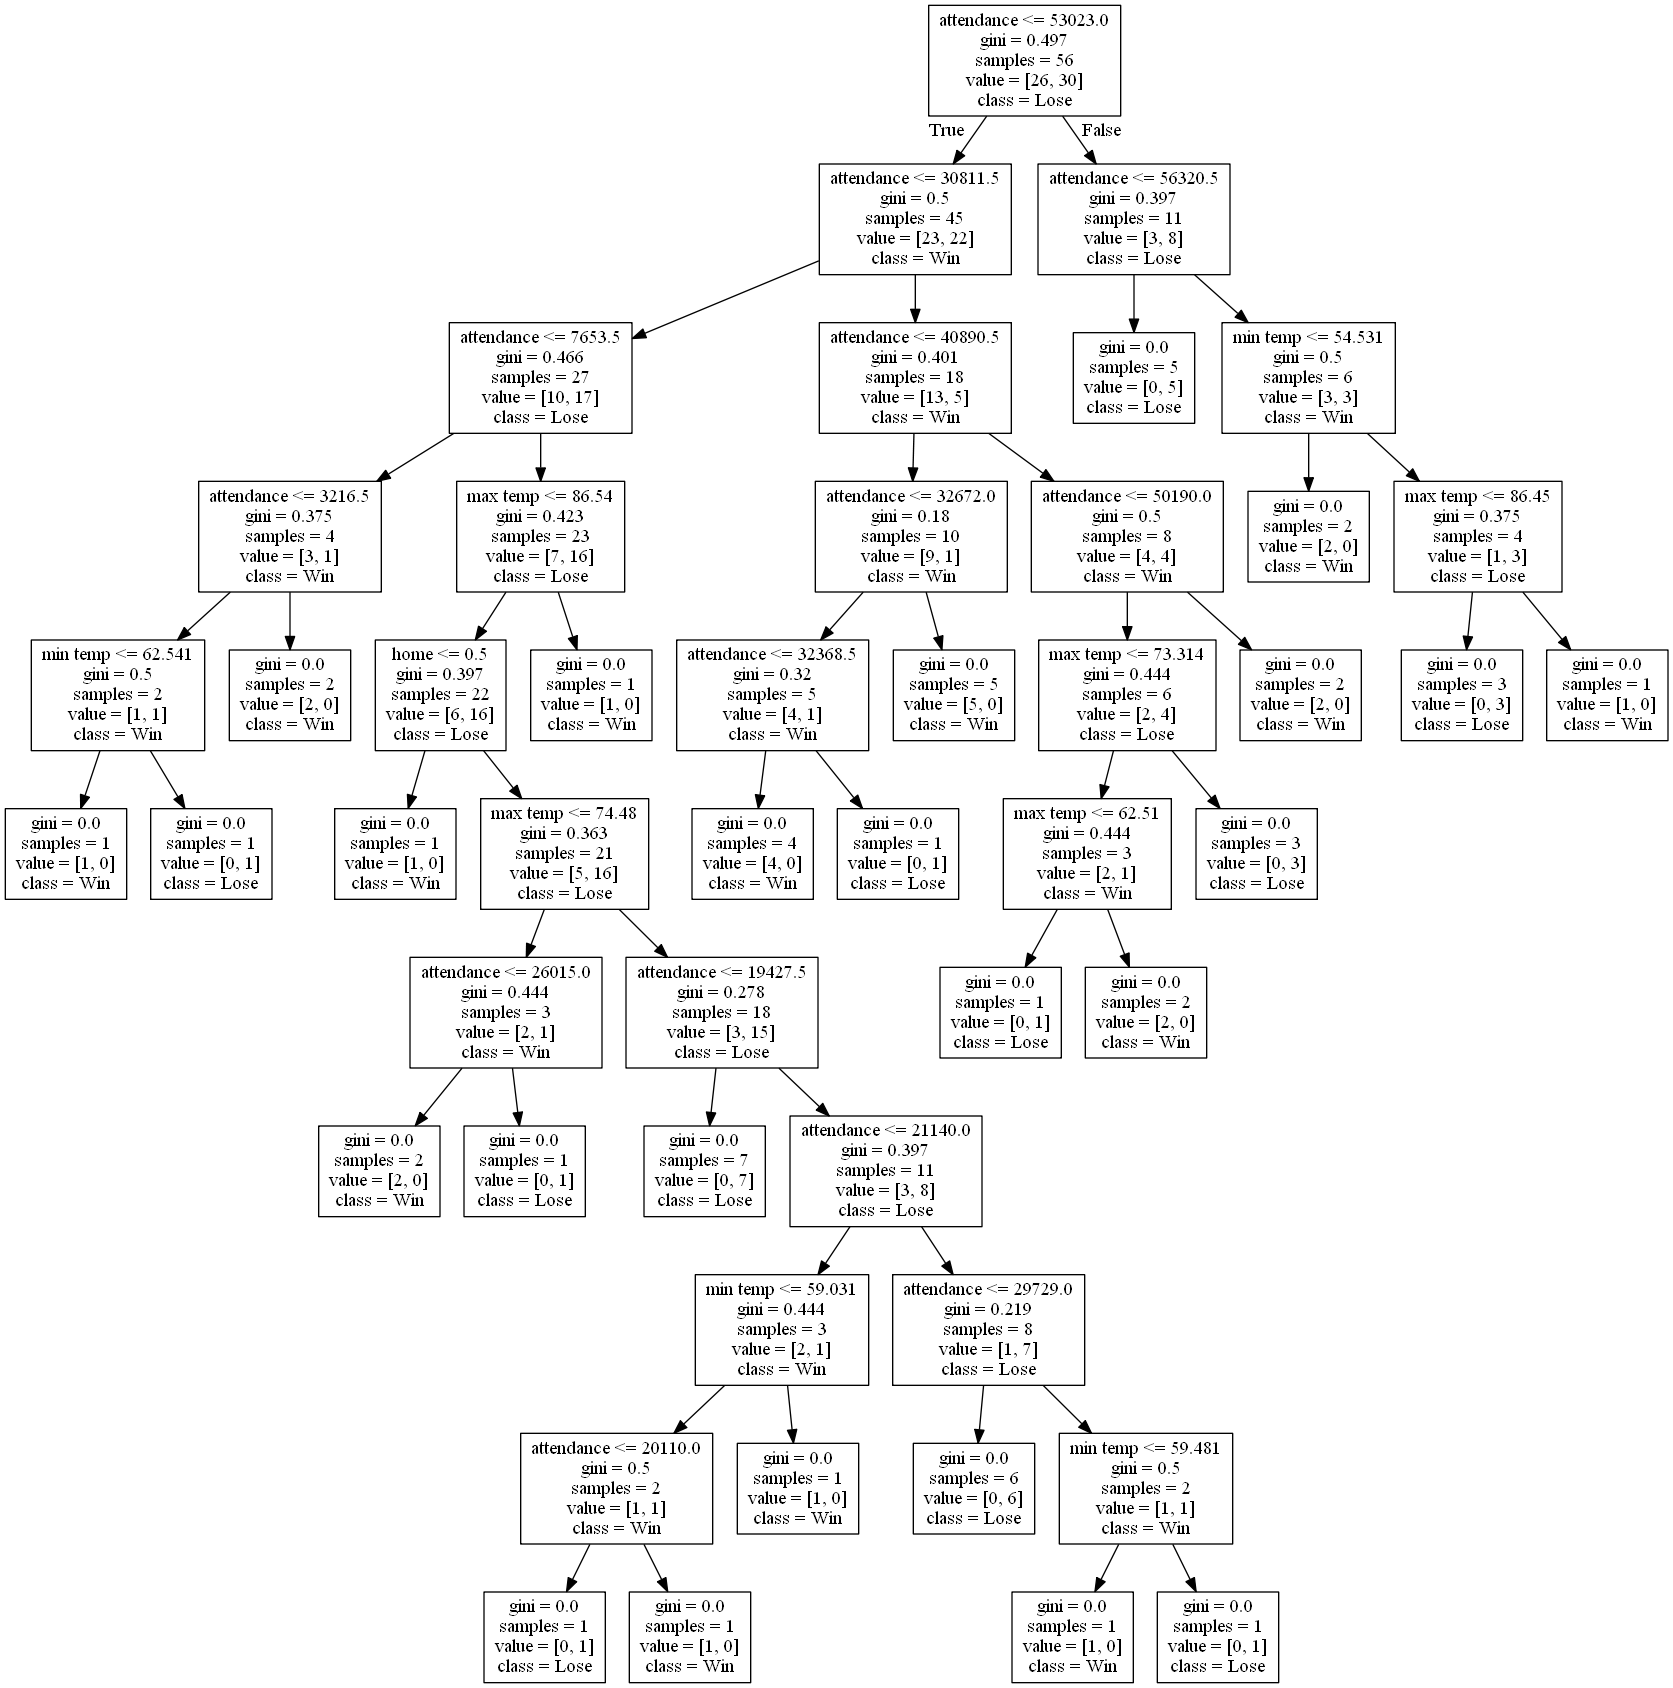 attendance <= 53023.0
gini = 0.497
samples = 56
value = [26, 30]
class = Lose
True
False
attendance <= 30811.5
gini = 0.5
samples = 45
value = [23, 22]
class = Win
attendance <= 56320.5
gini = 0.397
samples = 11
value = [3, 8]
class = Lose
attendance <= 7653.5
gini = 0.466
samples = 27
value = [10, 17]
class = Lose
attendance <= 40890.5
gini = 0.401
samples = 18
value = [13, 5]
class = Win
gini = 0.0
samples = 5
value = [0, 5]
class = Lose
min temp <= 54.531
gini = 0.5
samples = 6
value = [3, 3]
class = Win
attendance <= 3216.5
gini = 0.375
samples = 4
value = [3, 1]
class = Win
max temp <= 86.54
gini = 0.423
samples = 23
value = [7, 16]
class = Lose
attendance <= 32672.0
gini = 0.18
samples = 10
value = [9, 1]
class = Win
attendance <= 50190.0
gini = 0.5
samples = 8
value = [4, 4]
class = Win
gini = 0.0
samples = 2
value = [2, 0]
class = Win
max temp <= 86.45
gini = 0.375
samples = 4
value = [1, 3]
class = Lose
min temp <= 62.541
gini = 0.5
samples = 2
value = [1, 1]
class = Win
gini = 0.0
samples = 2
value = [2, 0]
class = Win
home <= 0.5
gini = 0.397
samples = 22
value = [6, 16]
class = Lose
gini = 0.0
samples = 1
value = [1, 0]
class = Win
attendance <= 32368.5
gini = 0.32
samples = 5
value = [4, 1]
class = Win
gini = 0.0
samples = 5
value = [5, 0]
class = Win
max temp <= 73.314
gini = 0.444
samples = 6
value = [2, 4]
class = Lose
gini = 0.0
samples = 2
value = [2, 0]
class = Win
gini = 0.0
samples = 3
value = [0, 3]
class = Lose
gini = 0.0
samples = 1
value = [1, 0]
class = Win
gini = 0.0
samples = 1
value = [1, 0]
class = Win
gini = 0.0
samples = 1
value = [0, 1]
class = Lose
gini = 0.0
samples = 1
value = [1, 0]
class = Win
max temp <= 74.48
gini = 0.363
samples = 21
value = [5, 16]
class = Lose
gini = 0.0
samples = 4
value = [4, 0]
class = Win
gini = 0.0
samples = 1
value = [0, 1]
class = Lose
max temp <= 62.51
gini = 0.444
samples = 3
value = [2, 1]
class = Win
gini = 0.0
samples = 3
value = [0, 3]
class = Lose
attendance <= 26015.0
gini = 0.444
samples = 3
value = [2, 1]
class = Win
attendance <= 19427.5
gini = 0.278
samples = 18
value = [3, 15]
class = Lose
gini = 0.0
samples = 1
value = [0, 1]
class = Lose
gini = 0.0
samples = 2
value = [2, 0]
class = Win
gini = 0.0
samples = 2
value = [2, 0]
class = Win
gini = 0.0
samples = 1
value = [0, 1]
class = Lose
gini = 0.0
samples = 7
value = [0, 7]
class = Lose
attendance <= 21140.0
gini = 0.397
samples = 11
value = [3, 8]
class = Lose
min temp <= 59.031
gini = 0.444
samples = 3
value = [2, 1]
class = Win
attendance <= 29729.0
gini = 0.219
samples = 8
value = [1, 7]
class = Lose
attendance <= 20110.0
gini = 0.5
samples = 2
value = [1, 1]
class = Win
gini = 0.0
samples = 1
value = [1, 0]
class = Win
gini = 0.0
samples = 6
value = [0, 6]
class = Lose
min temp <= 59.481
gini = 0.5
samples = 2
value = [1, 1]
class = Win
gini = 0.0
samples = 1
value = [0, 1]
class = Lose
gini = 0.0
samples = 1
value = [1, 0]
class = Win
gini = 0.0
samples = 1
value = [1, 0]
class = Win
gini = 0.0
samples = 1
value = [0, 1]
class = Lose